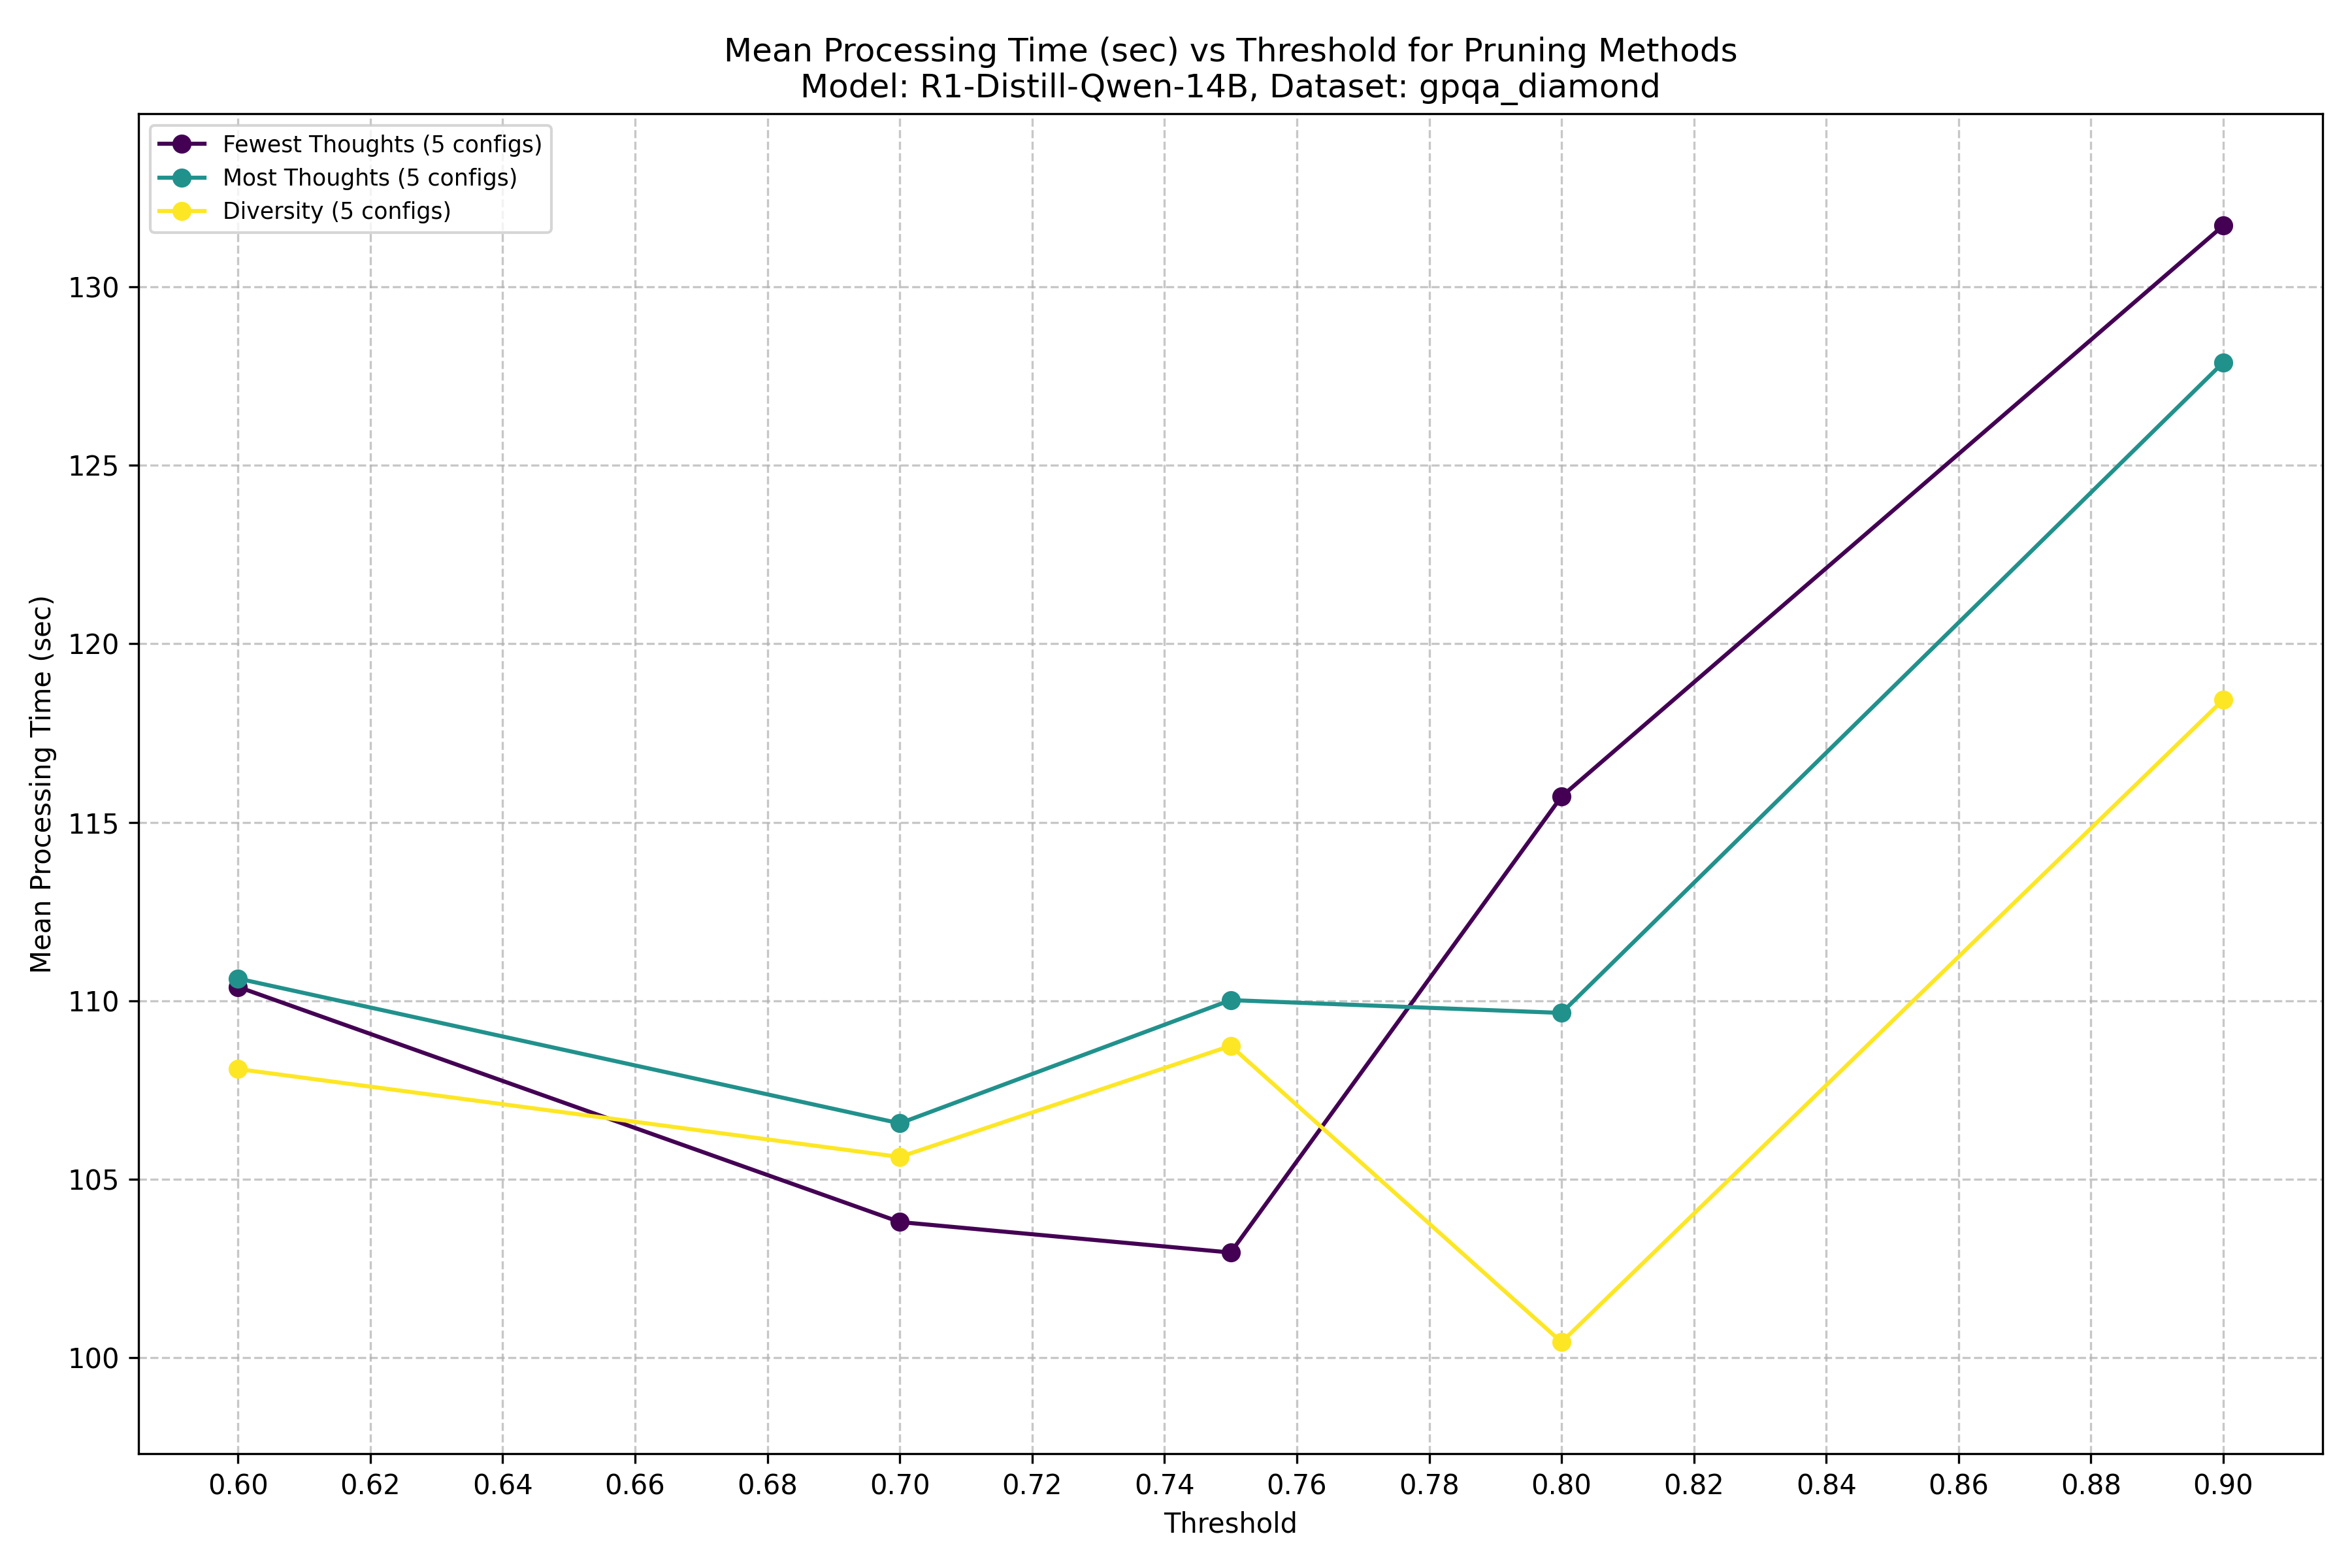 Mean Processing Time (sec) vs Threshold for Pruning Methods
Model: R1-Distill-Qwen-14B, Dataset: gpqa_diamond
Fewest Thoughts (5 configs)
Most Thoughts (5 configs)
Diversity (5 configs)
Mean Processing Time (sec)
130
125
120
115
110
105
100
0.60 0.62 0.64 0.66 0.68 0.70 0.72 0.74 0.76 0.78 0.80 0.82 0.84 0.86 0.88 0.90
Threshold